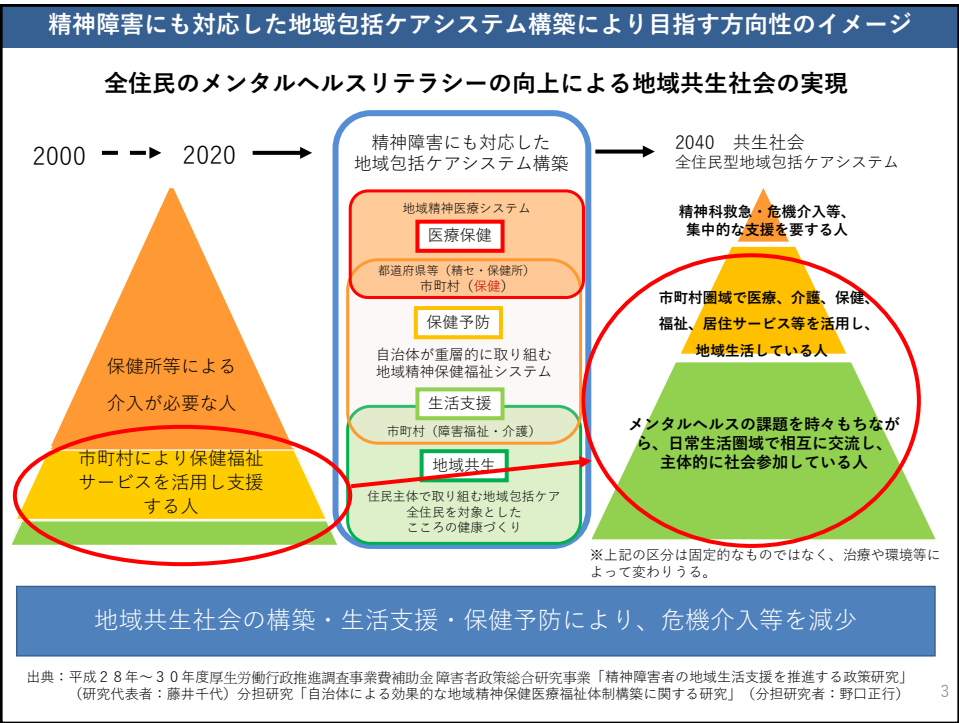 精神障害にも対応した地域包括ケアシステム構築により目指す方向性のイメージ
全住民のメンタルヘルスリテラシーの向上による地域共生社会の実現
2000
2020
保健所等による
介入が必要な人
市町村により保健福祉
サービスを活用し支援
する人
精神障害にも対応した
地域包括ケアシステム構築
地域精神医療システム
医療保健
都道府県等（精セ・保健所）
市町村（保健）
保健予防
自治体が重層的に取り組む
地域精神保健福祉システム
生活支援
市町村（障害福祉・介護）
地域共生
住民主体で取り組む地域包括ケア
全住民を対象とした
こころの健康づくり
2040　共生社会
全住民型地域包括ケアシステム
精神科救急・危機介入等、
集中的な支援を要する人
市町村圏域で医療、介護、保健、
福祉、居住サービス等を活用し、
地域生活している人
メンタルヘルスの課題を時々もちなが
ら、日常生活圏域で相互に交流し、
主体的に社会参加している人
※上記の区分は固定的なものではなく、治療や環境等に
よって変わりうる。
地域共生社会の構築・生活支援・保健予防により、危機介入等を減少
出典：平成２８年～３０年度厚生労働行政推進調査事業費補助金 障害者政策総合研究事業「精神障害者の地域生活支援を推進する政策研究」
（研究代表者：藤井千代）分担研究「自治体による効果的な地域精神保健医療福祉体制構築に関する研究」（分担研究者：野口正行）
3